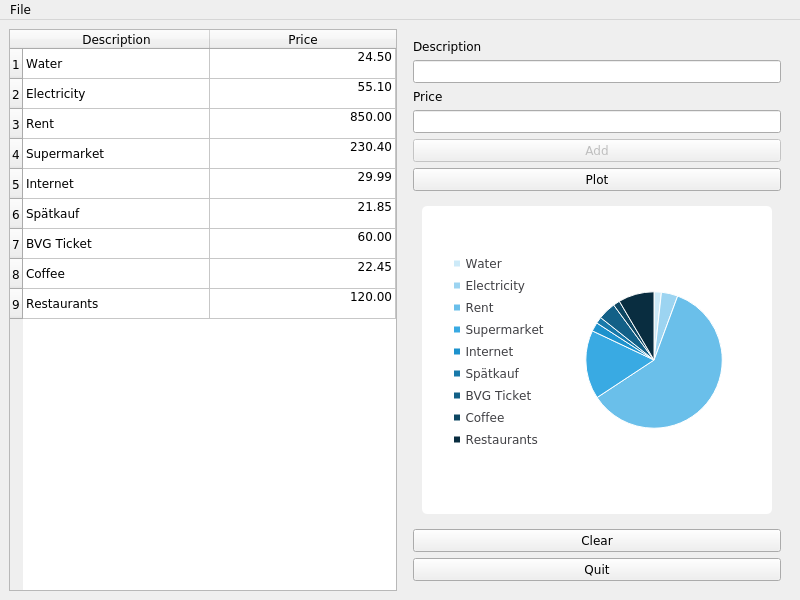 File
Description Price
1 Water 24.50
2 Electricity 55.10
3 Rent 850.00
4 Supermarket 230.40
5 Internet 29.99
6 Spätkauf 21.85
7 BVG Ticket 60.00
8 Coffee 22.45
9 Restaurants 120.00
Description
Price
Add
Plot
Water
Electricity
Rent
Supermarket
Internet
Spätkauf
BVG Ticket
Coffee
Restaurants
Clear
Quit